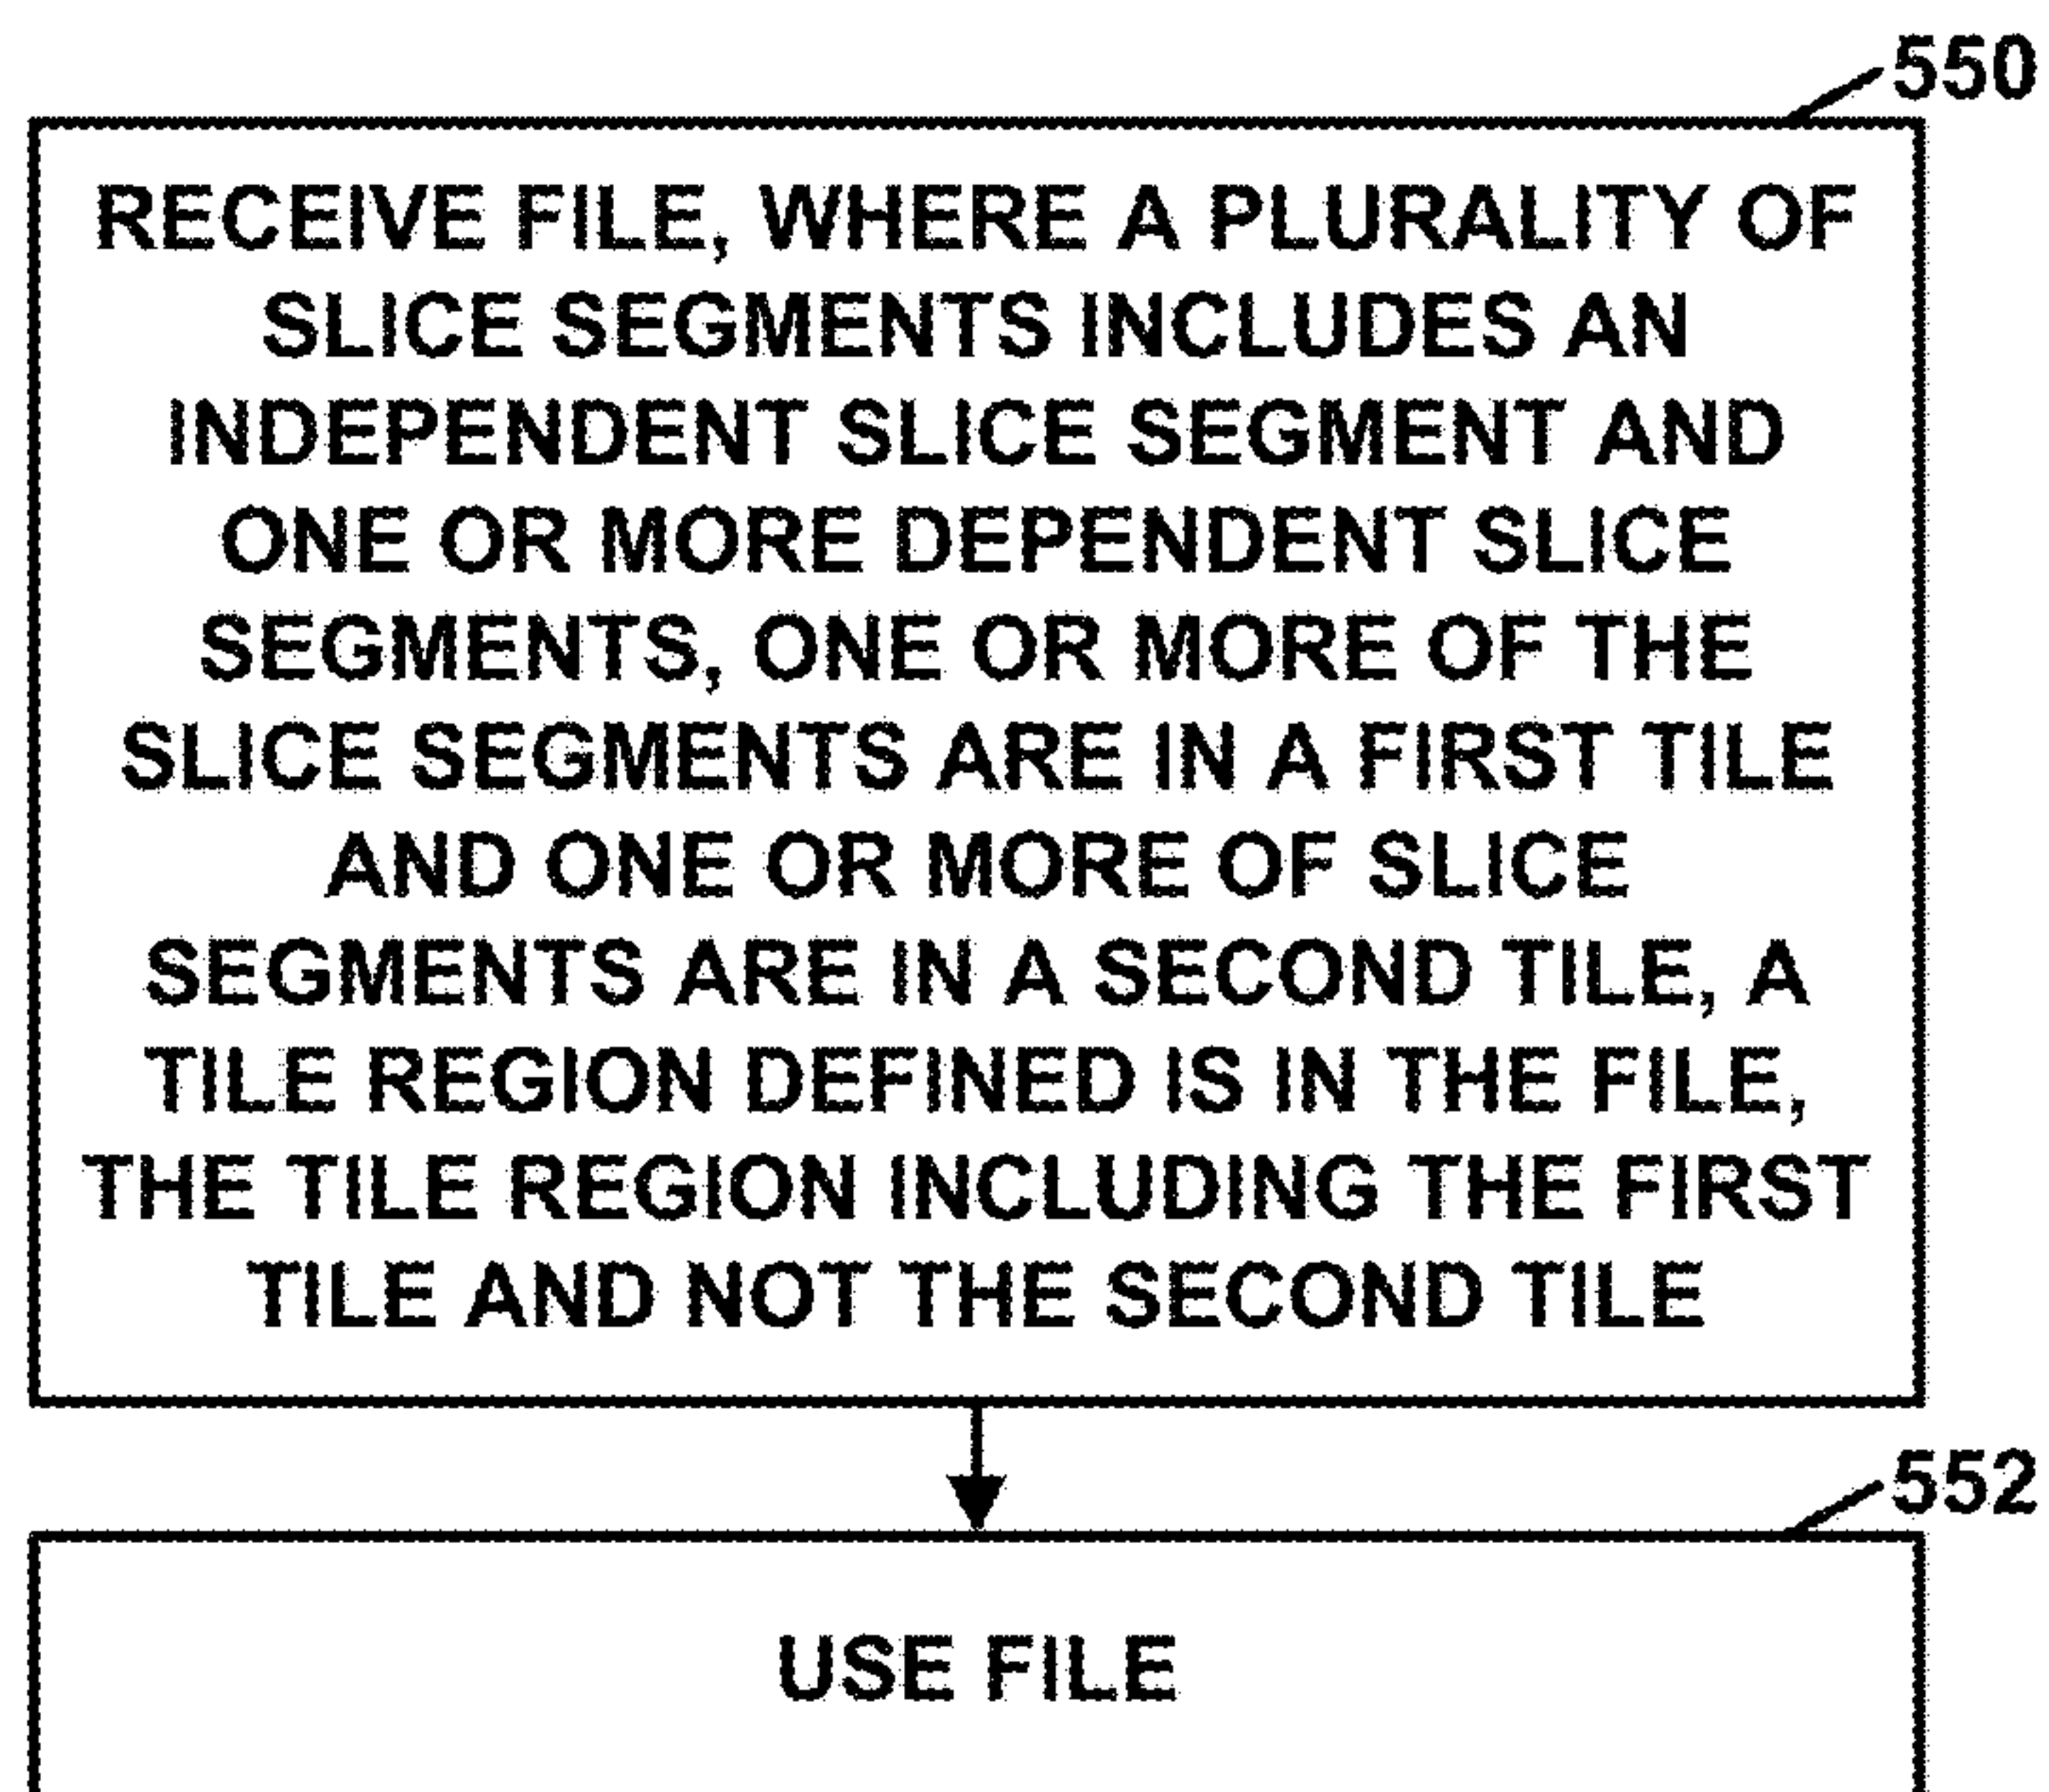 550
RECEIVE FILE, WHERE A PLURALITY OF
SLICE SEGMENTS INCLUDES AN
INDEPENDENT SLICE SEGMENT AND
ONE OR MORE DEPENDENT SLICE
SEGMENTS, ONE OR MORE OF THE
SLICE SEGMENTS ARE IN A FIRST TILE
AND ONE OR MORE OF SLICE
SEGMENTS ARE IN A SECOND TILE, A
TILE REGION DEFINED IS IN THE FILE,
THE TILE REGION INCLUDING THE FIRST
TILE AND NOT THE SECOND TILE
552
USE FILE